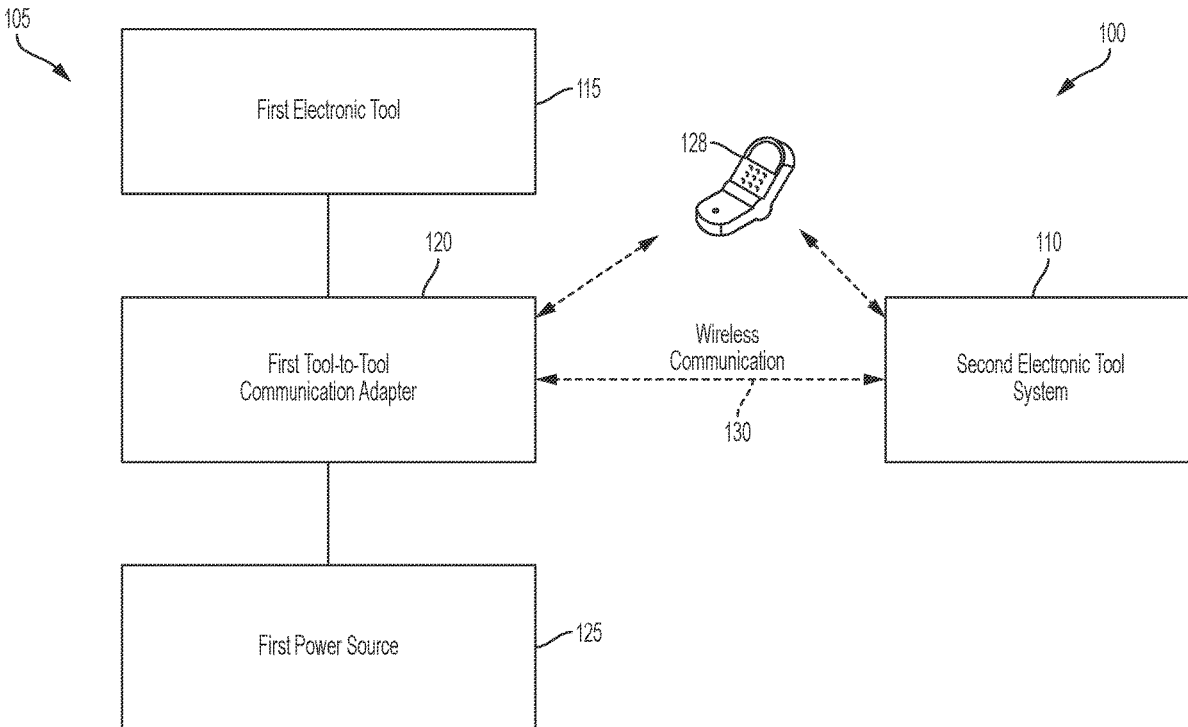 105
100
First Electronic Tool
115
128
120
110
First Tool-to-Tool
Communication Adapter
Wireless
Communication
130
Second Electronic Tool
System
First Power Source
125